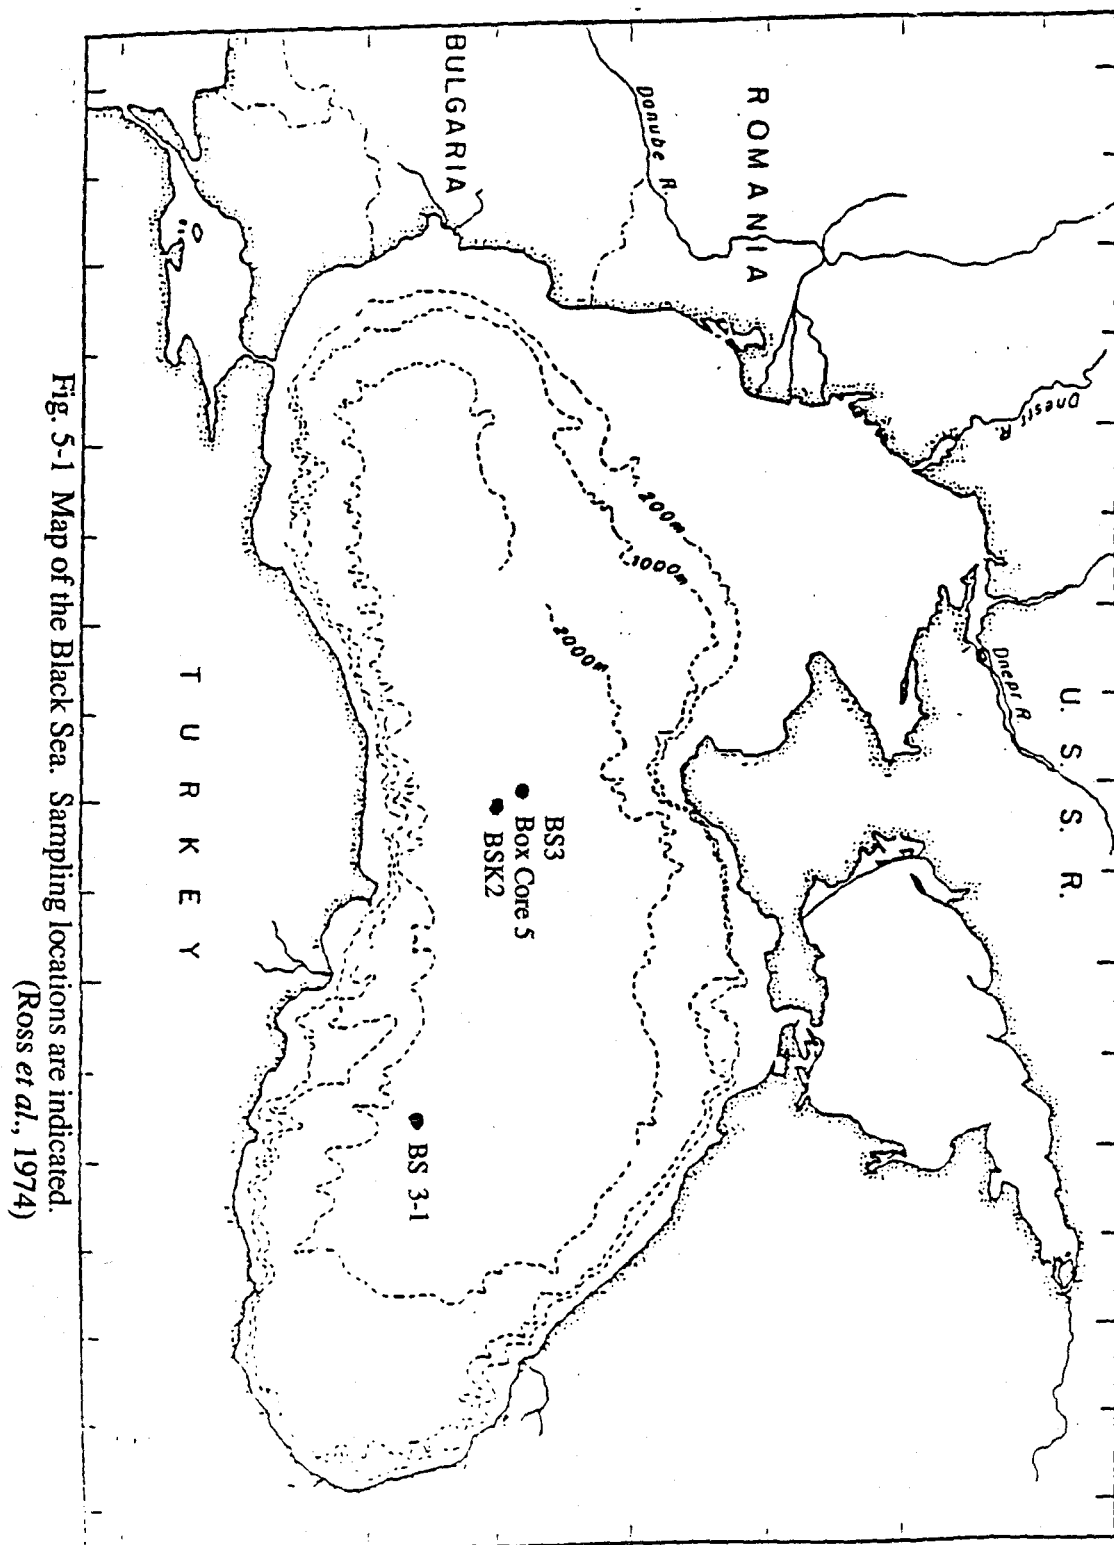 ROMANIA
U. S. S. R.
BULGARIA
Danube R.
Dnestr
R.
Dnepr R.
200m
1000m
2000m
BS3
Box Core 5
BSK2
BS 3-1
TURKEY
Fig. 5-1 Map of the Black Sea. Sampling locations are indicated.
(Ross et al., 1974)